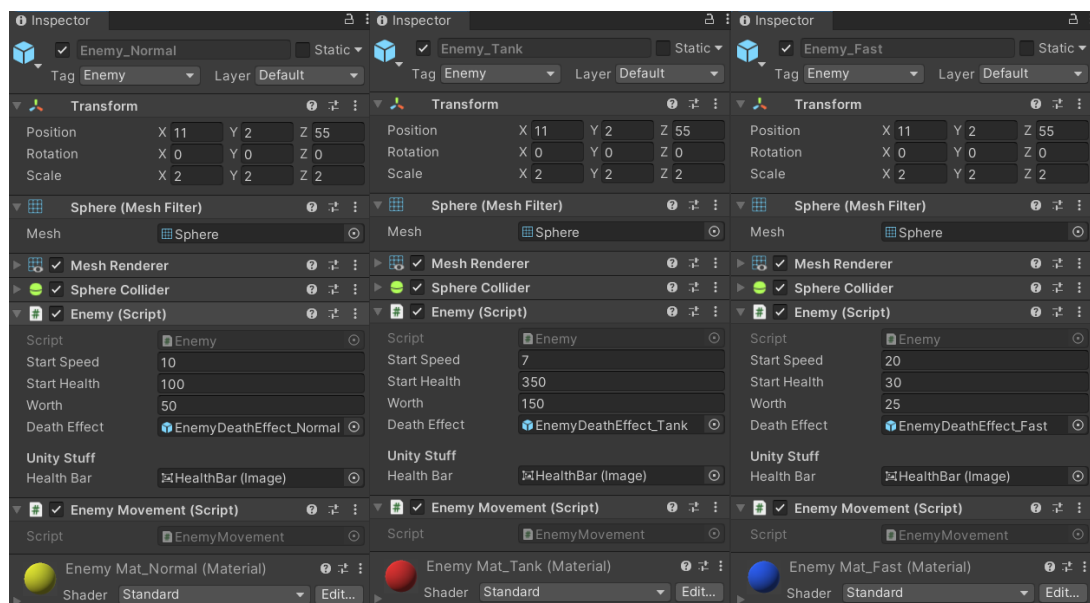 Inspector
Enemy_Normal Static
Tag Enemy Layer Default
Transform
Position X 11 Y 2 Z 55
Rotation X 0 Y 0 Z 0
Scale X 2 Y 2 Z 2
Sphere (Mesh Filter)
Mesh Sphere
Mesh Renderer
Sphere Collider
# Enemy (Script)
Script # Enemy
Start Speed 10
Start Health 100
Worth 50
Death Effect EnemyDeathEffect_Normal
Unity Stuff
Health Bar HealthBar (Image)
# Enemy Movement (Script)
Script # EnemyMovement
Enemy Mat_Normal (Material)
Shader Standard Edit...
Inspector
Enemy_Tank Static
Tag Enemy Layer Default
Transform
Position X 11 Y 2 Z 55
Rotation X 0 Y 0 Z 0
Scale X 2 Y 2 Z 2
Sphere (Mesh Filter)
Mesh Sphere
Mesh Renderer
Sphere Collider
# Enemy (Script)
Script # Enemy
Start Speed 7
Start Health 350
Worth 150
Death Effect EnemyDeathEffect_Tank
Unity Stuff
Health Bar HealthBar (Image)
# Enemy Movement (Script)
Script # EnemyMovement
Enemy Mat_Tank (Material)
Shader Standard Edit...
Inspector
Enemy_Fast Static
Tag Enemy Layer Default
Transform
Position X 11 Y 2 Z 55
Rotation X 0 Y 0 Z 0
Scale X 2 Y 2 Z 2
Sphere (Mesh Filter)
Mesh Sphere
Mesh Renderer
Sphere Collider
# Enemy (Script)
Script # Enemy
Start Speed 20
Start Health 30
Worth 25
Death Effect EnemyDeathEffect_Fast
Unity Stuff
Health Bar HealthBar (Image)
# Enemy Movement (Script)
Script # EnemyMovement
Enemy Mat_Fast (Material)
Shader Standard Edit...